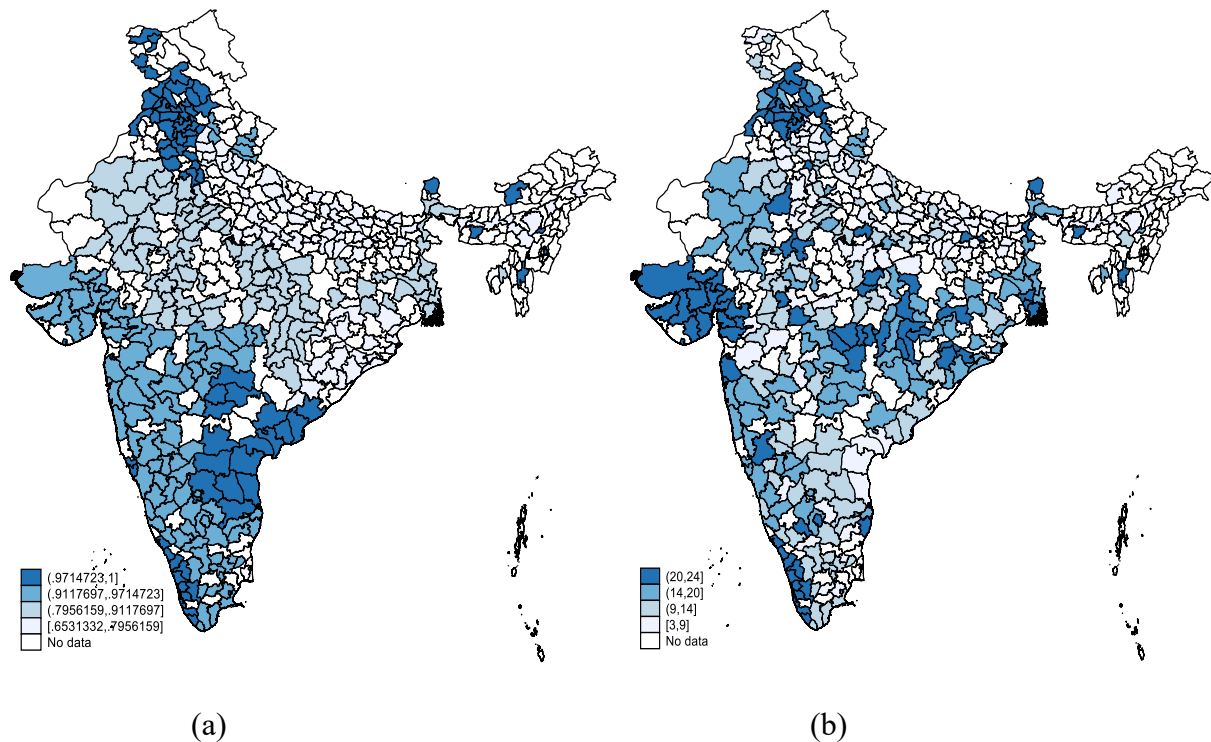 (.9714723,1]
(.9117697,.9714723]
(.7956159,.9117697]
[.6531332,.7956159]
No data
(20,24]
(14,20]
(9,14]
[3,9]
No data
(a)
(b)